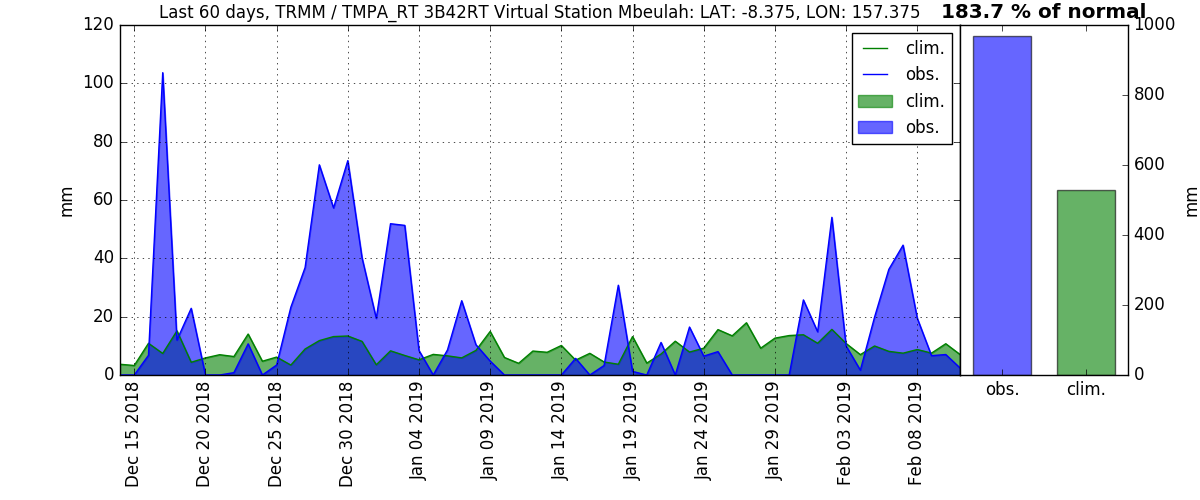 Last 60 days, TRMM / TMPA_RT 3B42RT Virtual Station Mbeulah: LAT: -8.375, LON: 157.375
183.7 % of normal
120
100
80
60
40
20
0
mm
clim.
obs.
clim.
obs.
Dec 15 2018
Dec 20 2018
Dec 25 2018
Dec 30 2018
Jan 04 2019
Jan 09 2019
Jan 14 2019
Jan 19 2019
Jan 24 2019
Jan 29 2019
Feb 03 2019
Feb 08 2019
1000
800
600
400
200
0
mm
obs.
clim.